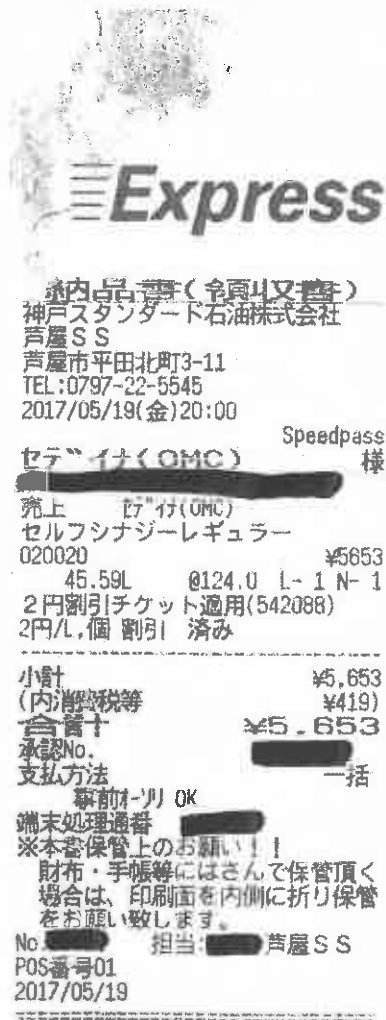 Express
納品書(領収書)
神戸スタンダード石油株式会社
芦屋SS
芦屋市平田北町3-11
TEL:0797-22-5545
2017/05/19(金)20:00
Speedpass
セディナ(OMC) 様
売上 セディナ(OMC)
セルフシナジーレギュラー
020020 ¥5653
45.59L @124.0 L- 1 N- 1
2円割引チケット適用(542088)
2円/L,個 割引 済み
小計 ¥5,653
(内消費税等 ¥419)
合計 ¥5,653
承認No.
支払方法 一括
事前オーソリ OK
端末処理通番
※本書保管上のお願い!!
財布・手帳等にはさんで保管頂く
場合は、印刷面を内側に折り保管
をお願い致します。
No 担当: 芦屋SS
POS番号01
2017/05/19